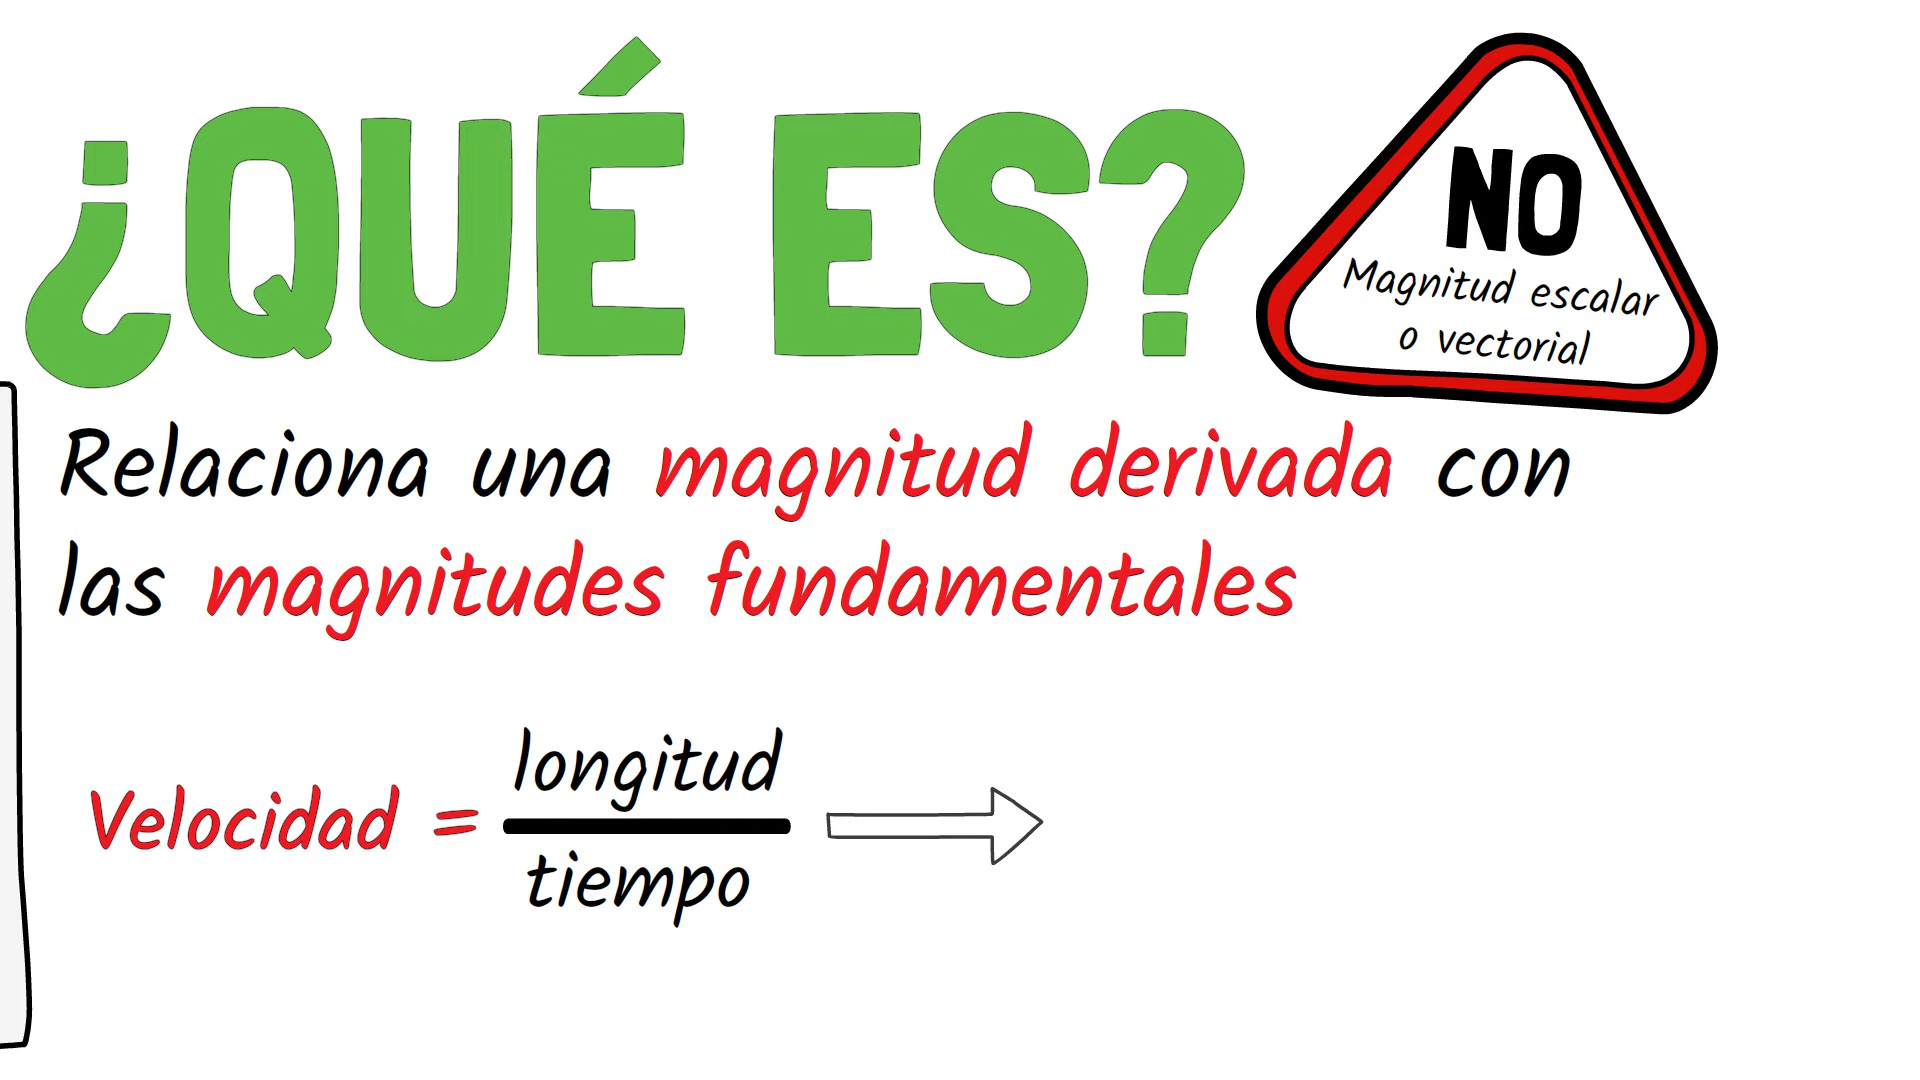 ¿QUÉ ES?
NO
Magnitud escalar
o vectorial
Relaciona una magnitud derivada con
las magnitudes fundamentales
longitud
Velocidad =
tiempo